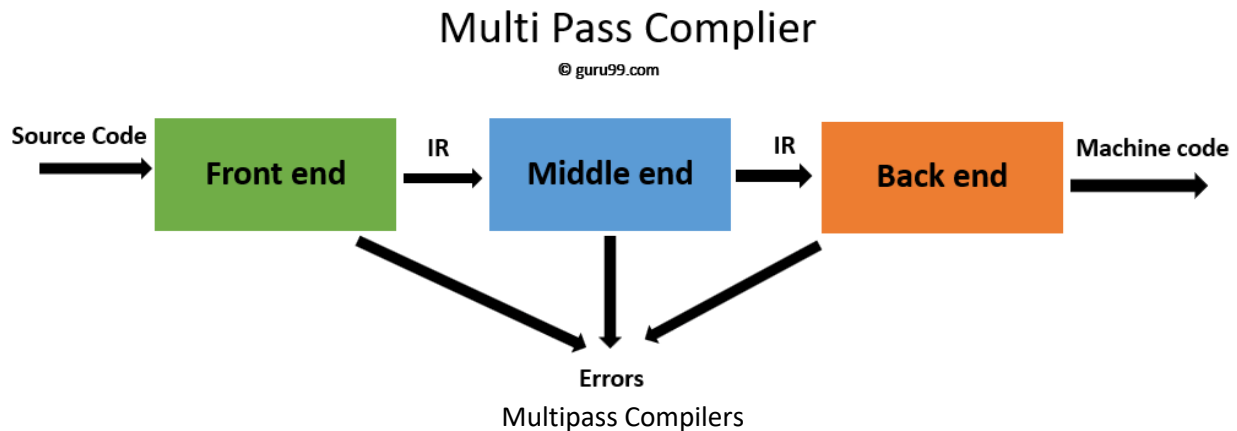 Multi Pass Complier
© guru99.com
Source Code
Front end
IR
Middle end
IR
Back end
Machine code
Errors
Multipass Compilers